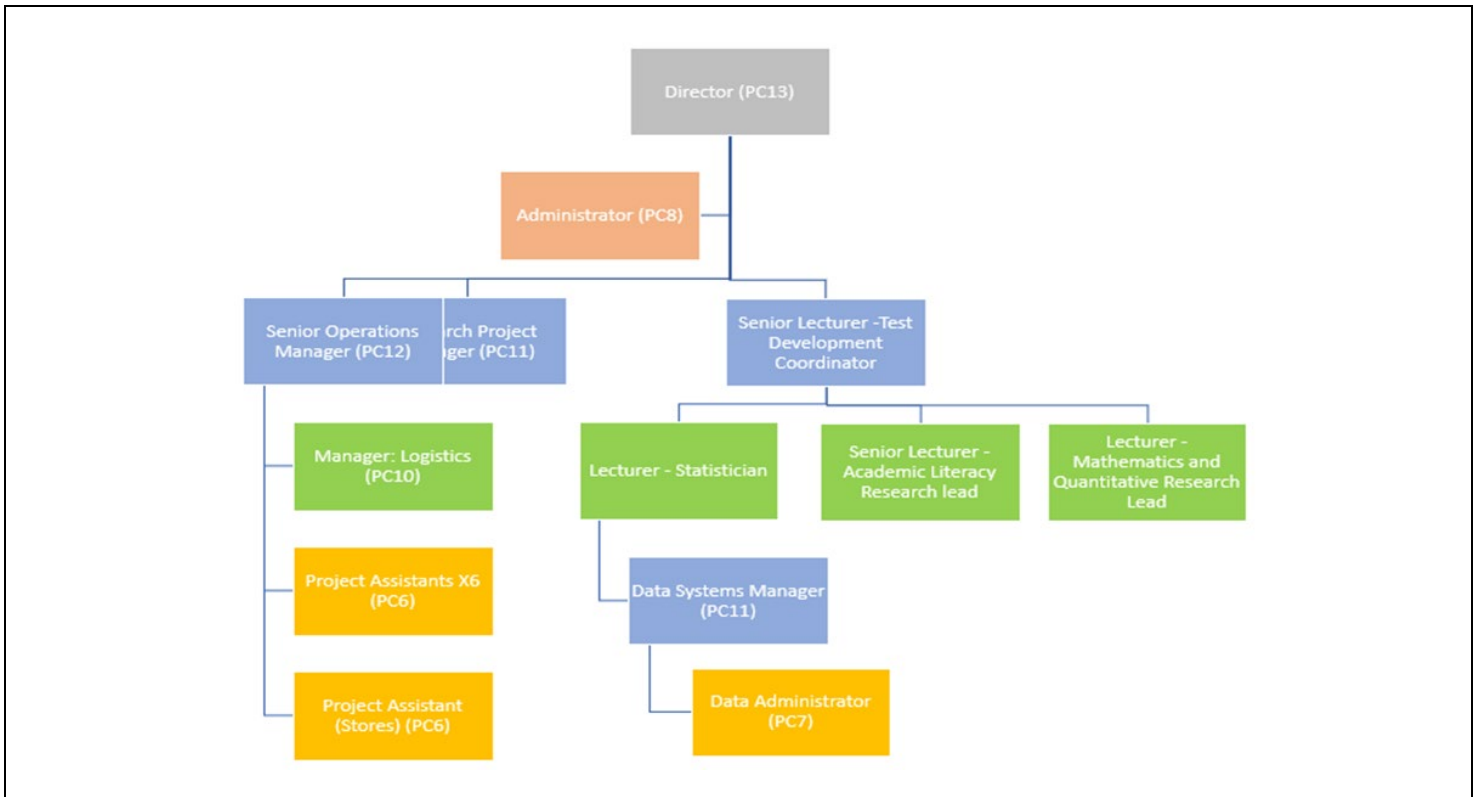 Director (PC13)
Administrator (PC8)
Senior Operations
Manager (PC12)
Project
(PC11)
Senior Lecturer -Test
Development
Coordinator
Manager: Logistics
(PC10)
Lecturer - Statistician
Senior Lecturer -
Academic Literacy
Research lead
Lecturer -
Mathematics and
Quantitative Research
Lead
Project Assistants X6
(PC6)
Data Systems Manager
(PC11)
Project Assistant
(Stores) (PC6)
Data Administrator
(PC7)